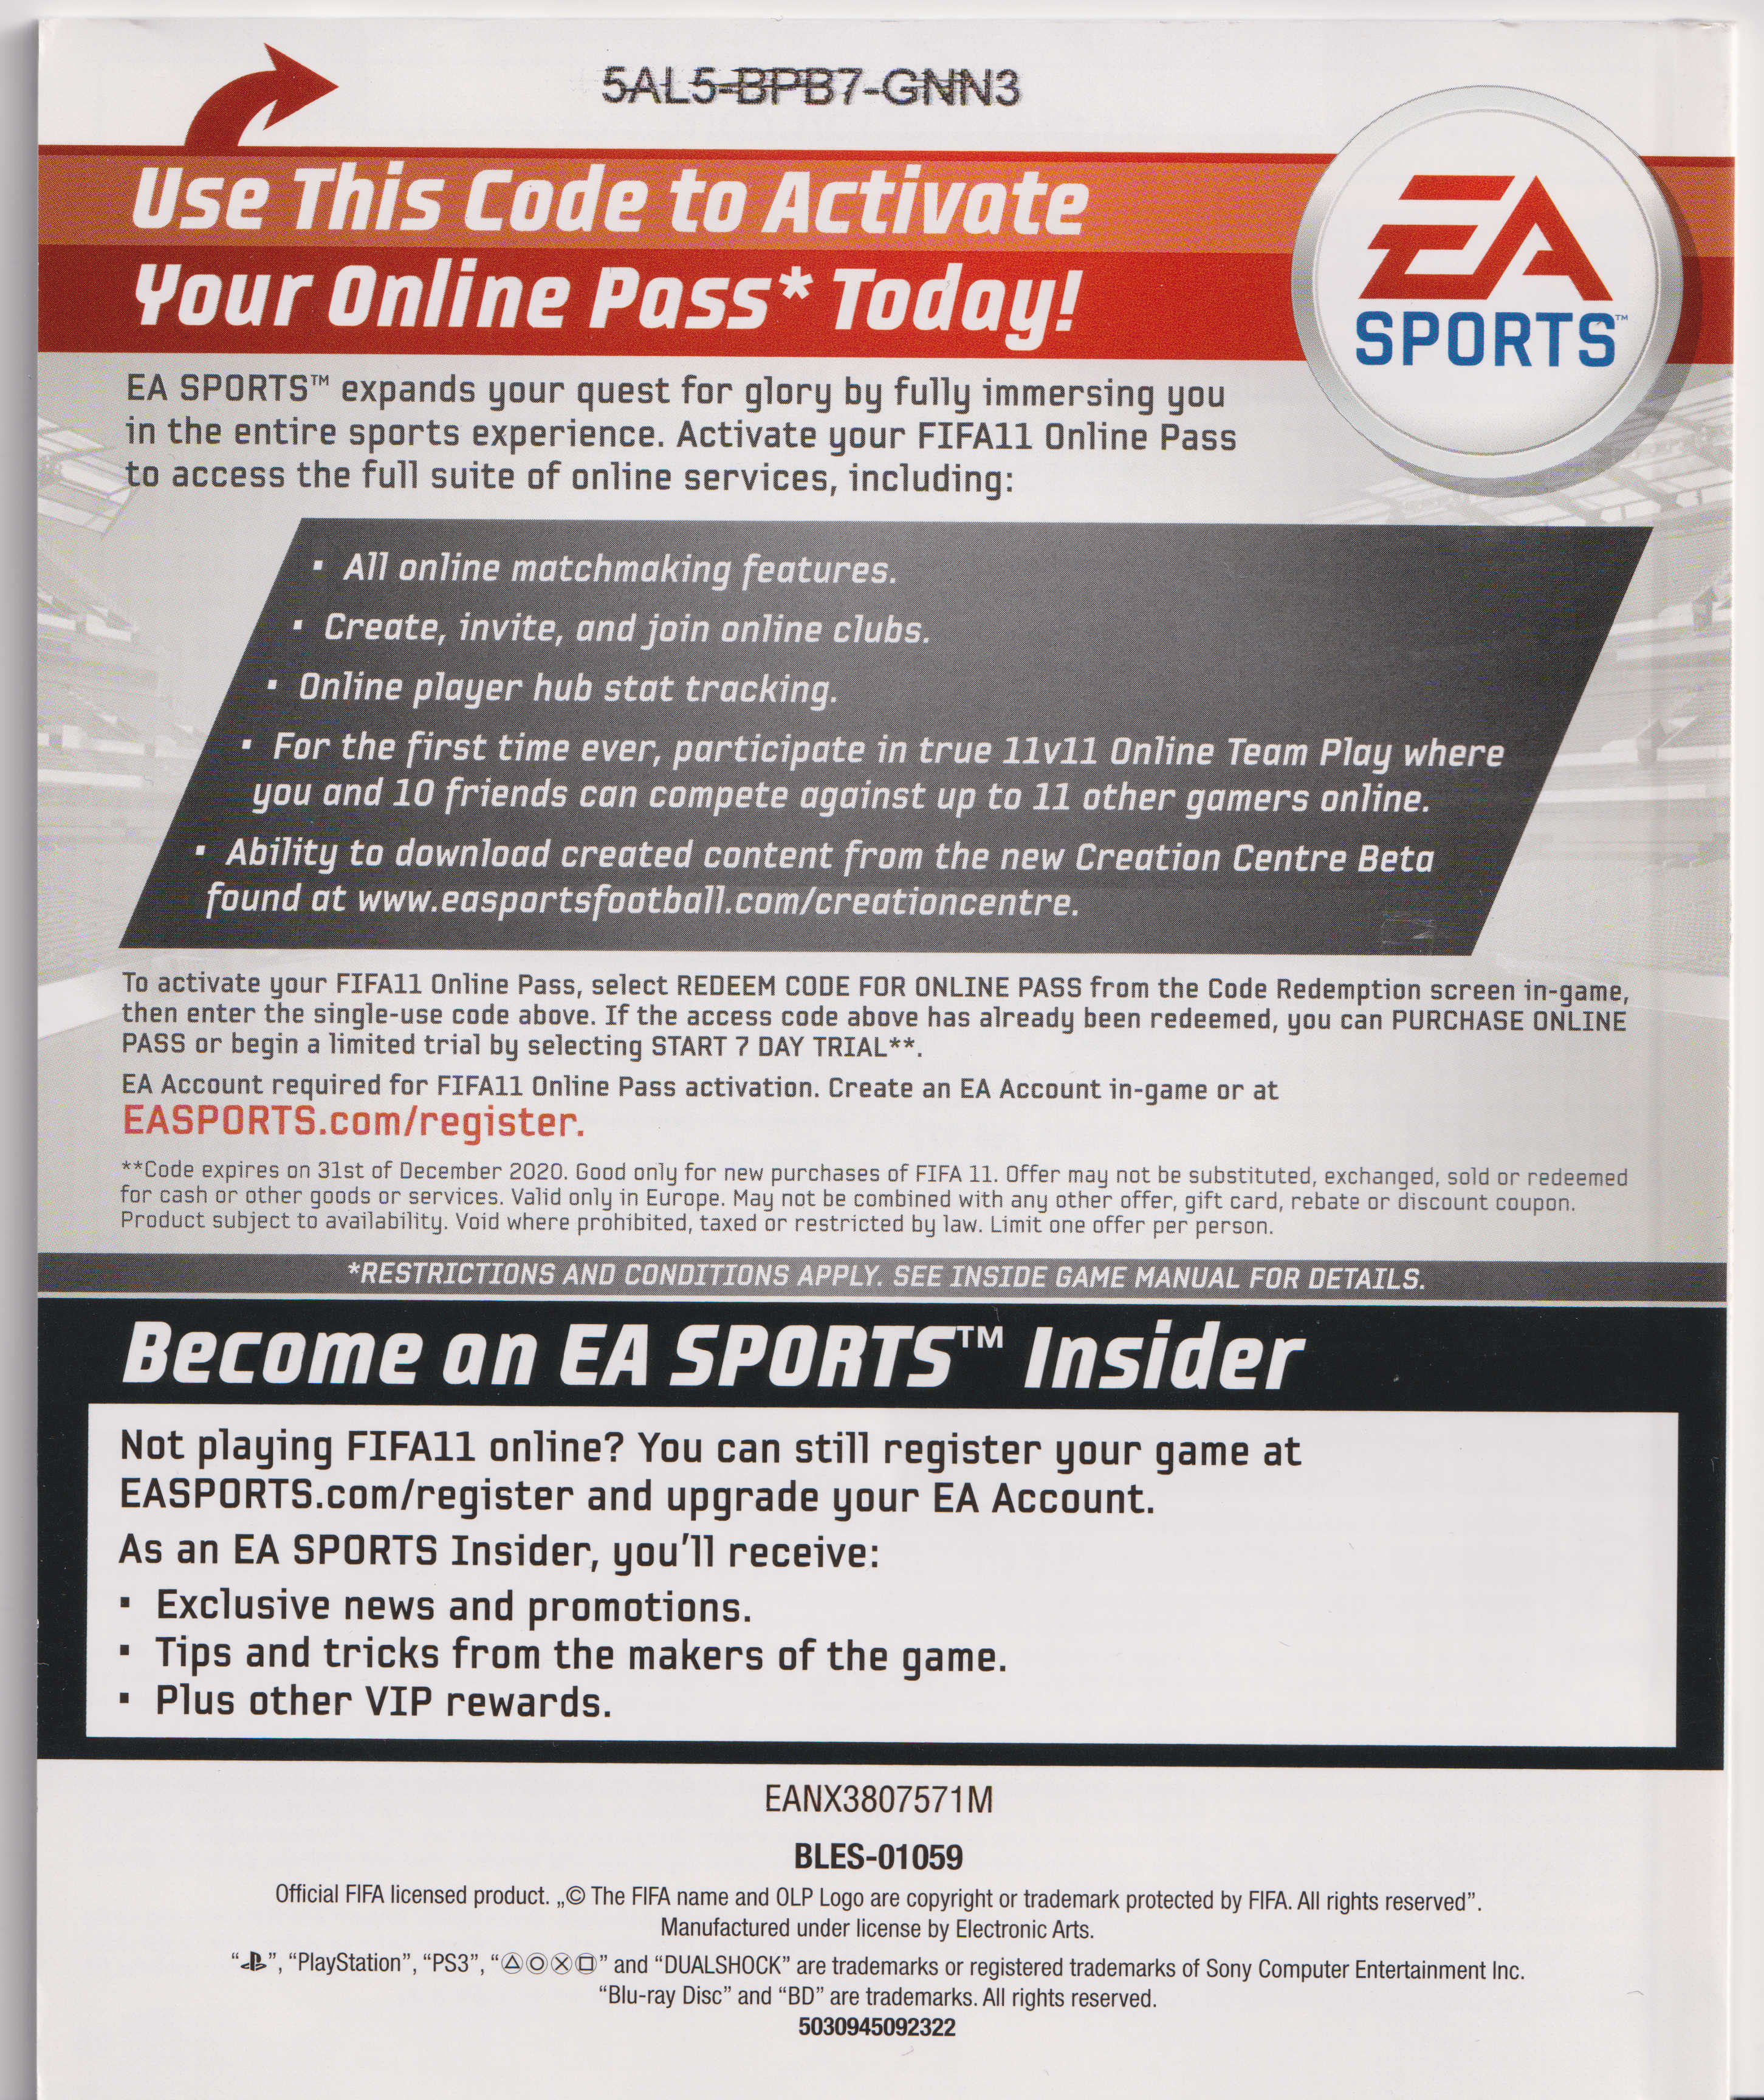 5AL5-BPB7-GNN3
Use This Code to Activate
Your Online Pass* Today!
EA
SPORTS™
EA SPORTS™ expands your quest for glory by fully immersing you
in the entire sports experience. Activate your FIFA11 Online Pass
to access the full suite of online services, including:
▪ All online matchmaking features.
▪ Create, invite, and join online clubs.
▪ Online player hub stat tracking.
▪ For the first time ever, participate in true 11v11 Online Team Play where
you and 10 friends can compete against up to 11 other gamers online.
▪ Ability to download created content from the new Creation Centre Beta
found at www.easportsfootball.com/creationcentre.
To activate your FIFA11 Online Pass, select REDEEM CODE FOR ONLINE PASS from the Code Redemption screen in-game,
then enter the single-use code above. If the access code above has already been redeemed, you can PURCHASE ONLINE
PASS or begin a limited trial by selecting START 7 DAY TRIAL**.
EA Account required for FIFA11 Online Pass activation. Create an EA Account in-game or at
EASPORTS.com/register.
**Code expires on 31st of December 2020. Good only for new purchases of FIFA 11. Offer may not be substituted, exchanged, sold or redeemed
for cash or other goods or services. Valid only in Europe. May not be combined with any other offer, gift card, rebate or discount coupon.
Product subject to availability. Void where prohibited, taxed or restricted by law. Limit one offer per person.
*RESTRICTIONS AND CONDITIONS APPLY. SEE INSIDE GAME MANUAL FOR DETAILS.
Become an EA SPORTS™ Insider
Not playing FIFA11 online? You can still register your game at
EASPORTS.com/register and upgrade your EA Account.
As an EA SPORTS Insider, you'll receive:
▪ Exclusive news and promotions.
▪ Tips and tricks from the makers of the game.
▪ Plus other VIP rewards.
EANX3807571M
BLES-01059
Official FIFA licensed product. „© The FIFA name and OLP Logo are copyright or trademark protected by FIFA. All rights reserved”.
Manufactured under license by Electronic Arts.
“PS”, “PlayStation”, “PS3”, “△○✕□” and “DUALSHOCK” are trademarks or registered trademarks of Sony Computer Entertainment Inc.
“Blu-ray Disc” and “BD” are trademarks. All rights reserved.
5030945092322